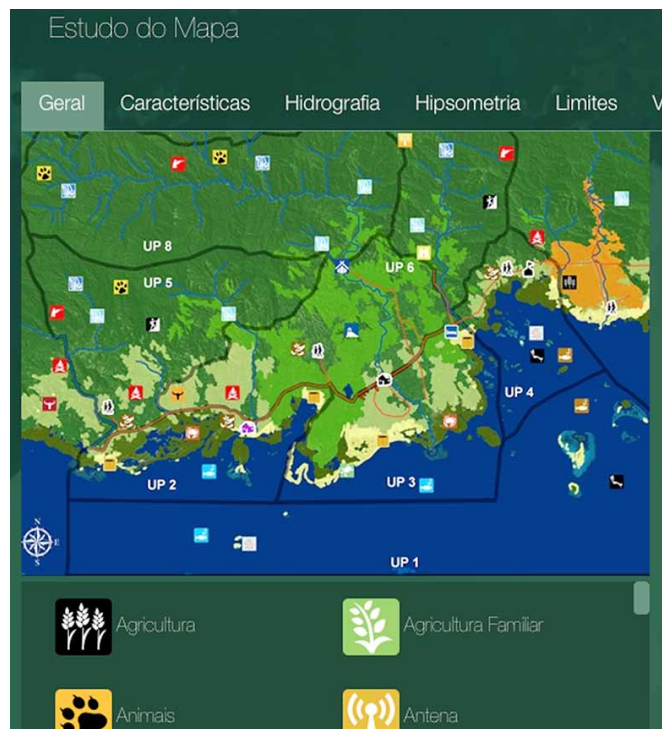 Estudo do Mapa
Geral Características Hidrografia Hipsometria Limites V
UP 8
UP 6
UP 5
UP 4
UP 3
UP 2
UP 1
N
E
S
Agricultura Agricultura Familiar
Animais Antena